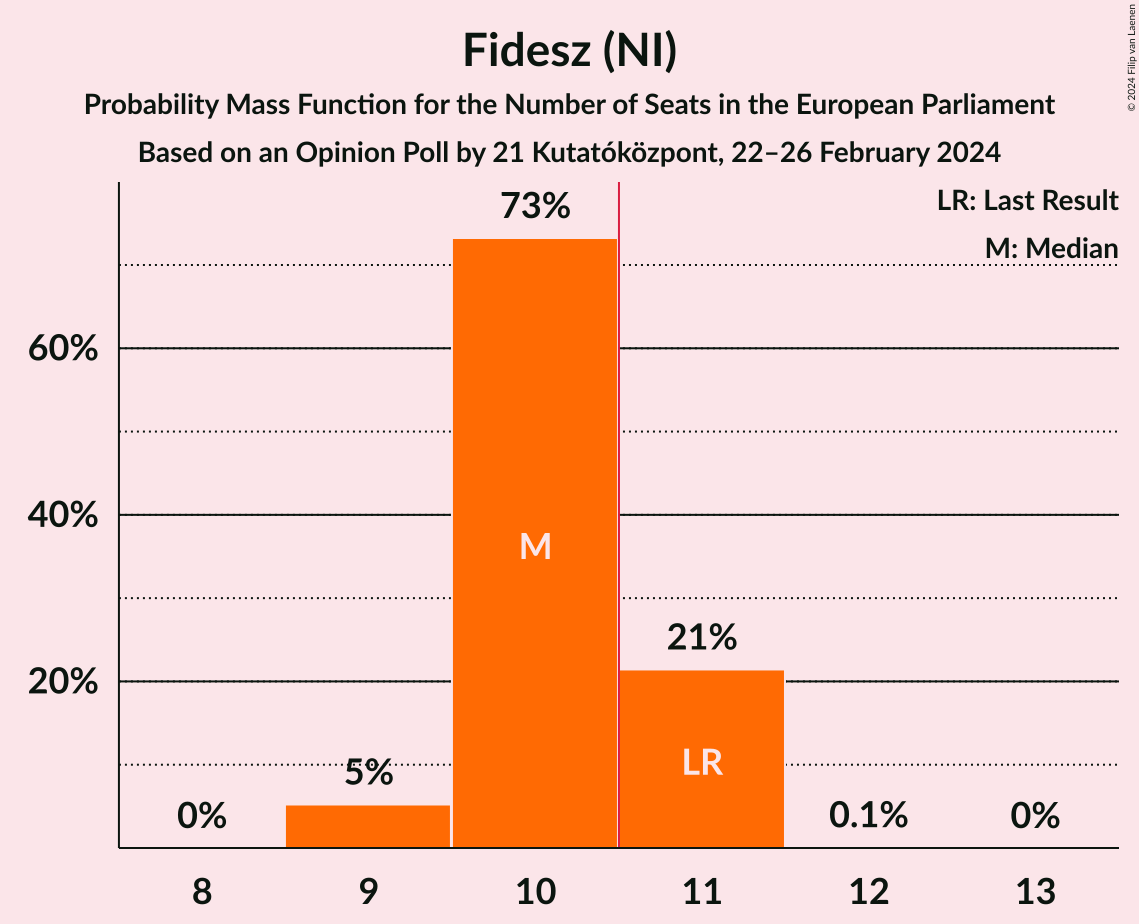 Fidesz (NI)
Probability Mass Function for the Number of Seats in the European Parliament
Based on an Opinion Poll by 21 Kutatóközpont, 22–26 February 2024
© 2024 Filip van Laenen
LR: Last Result
M: Median
73%
60%
40%
M
21%
20%
LR
5%
0%
0.1%
0%
8 9 10 11 12 13